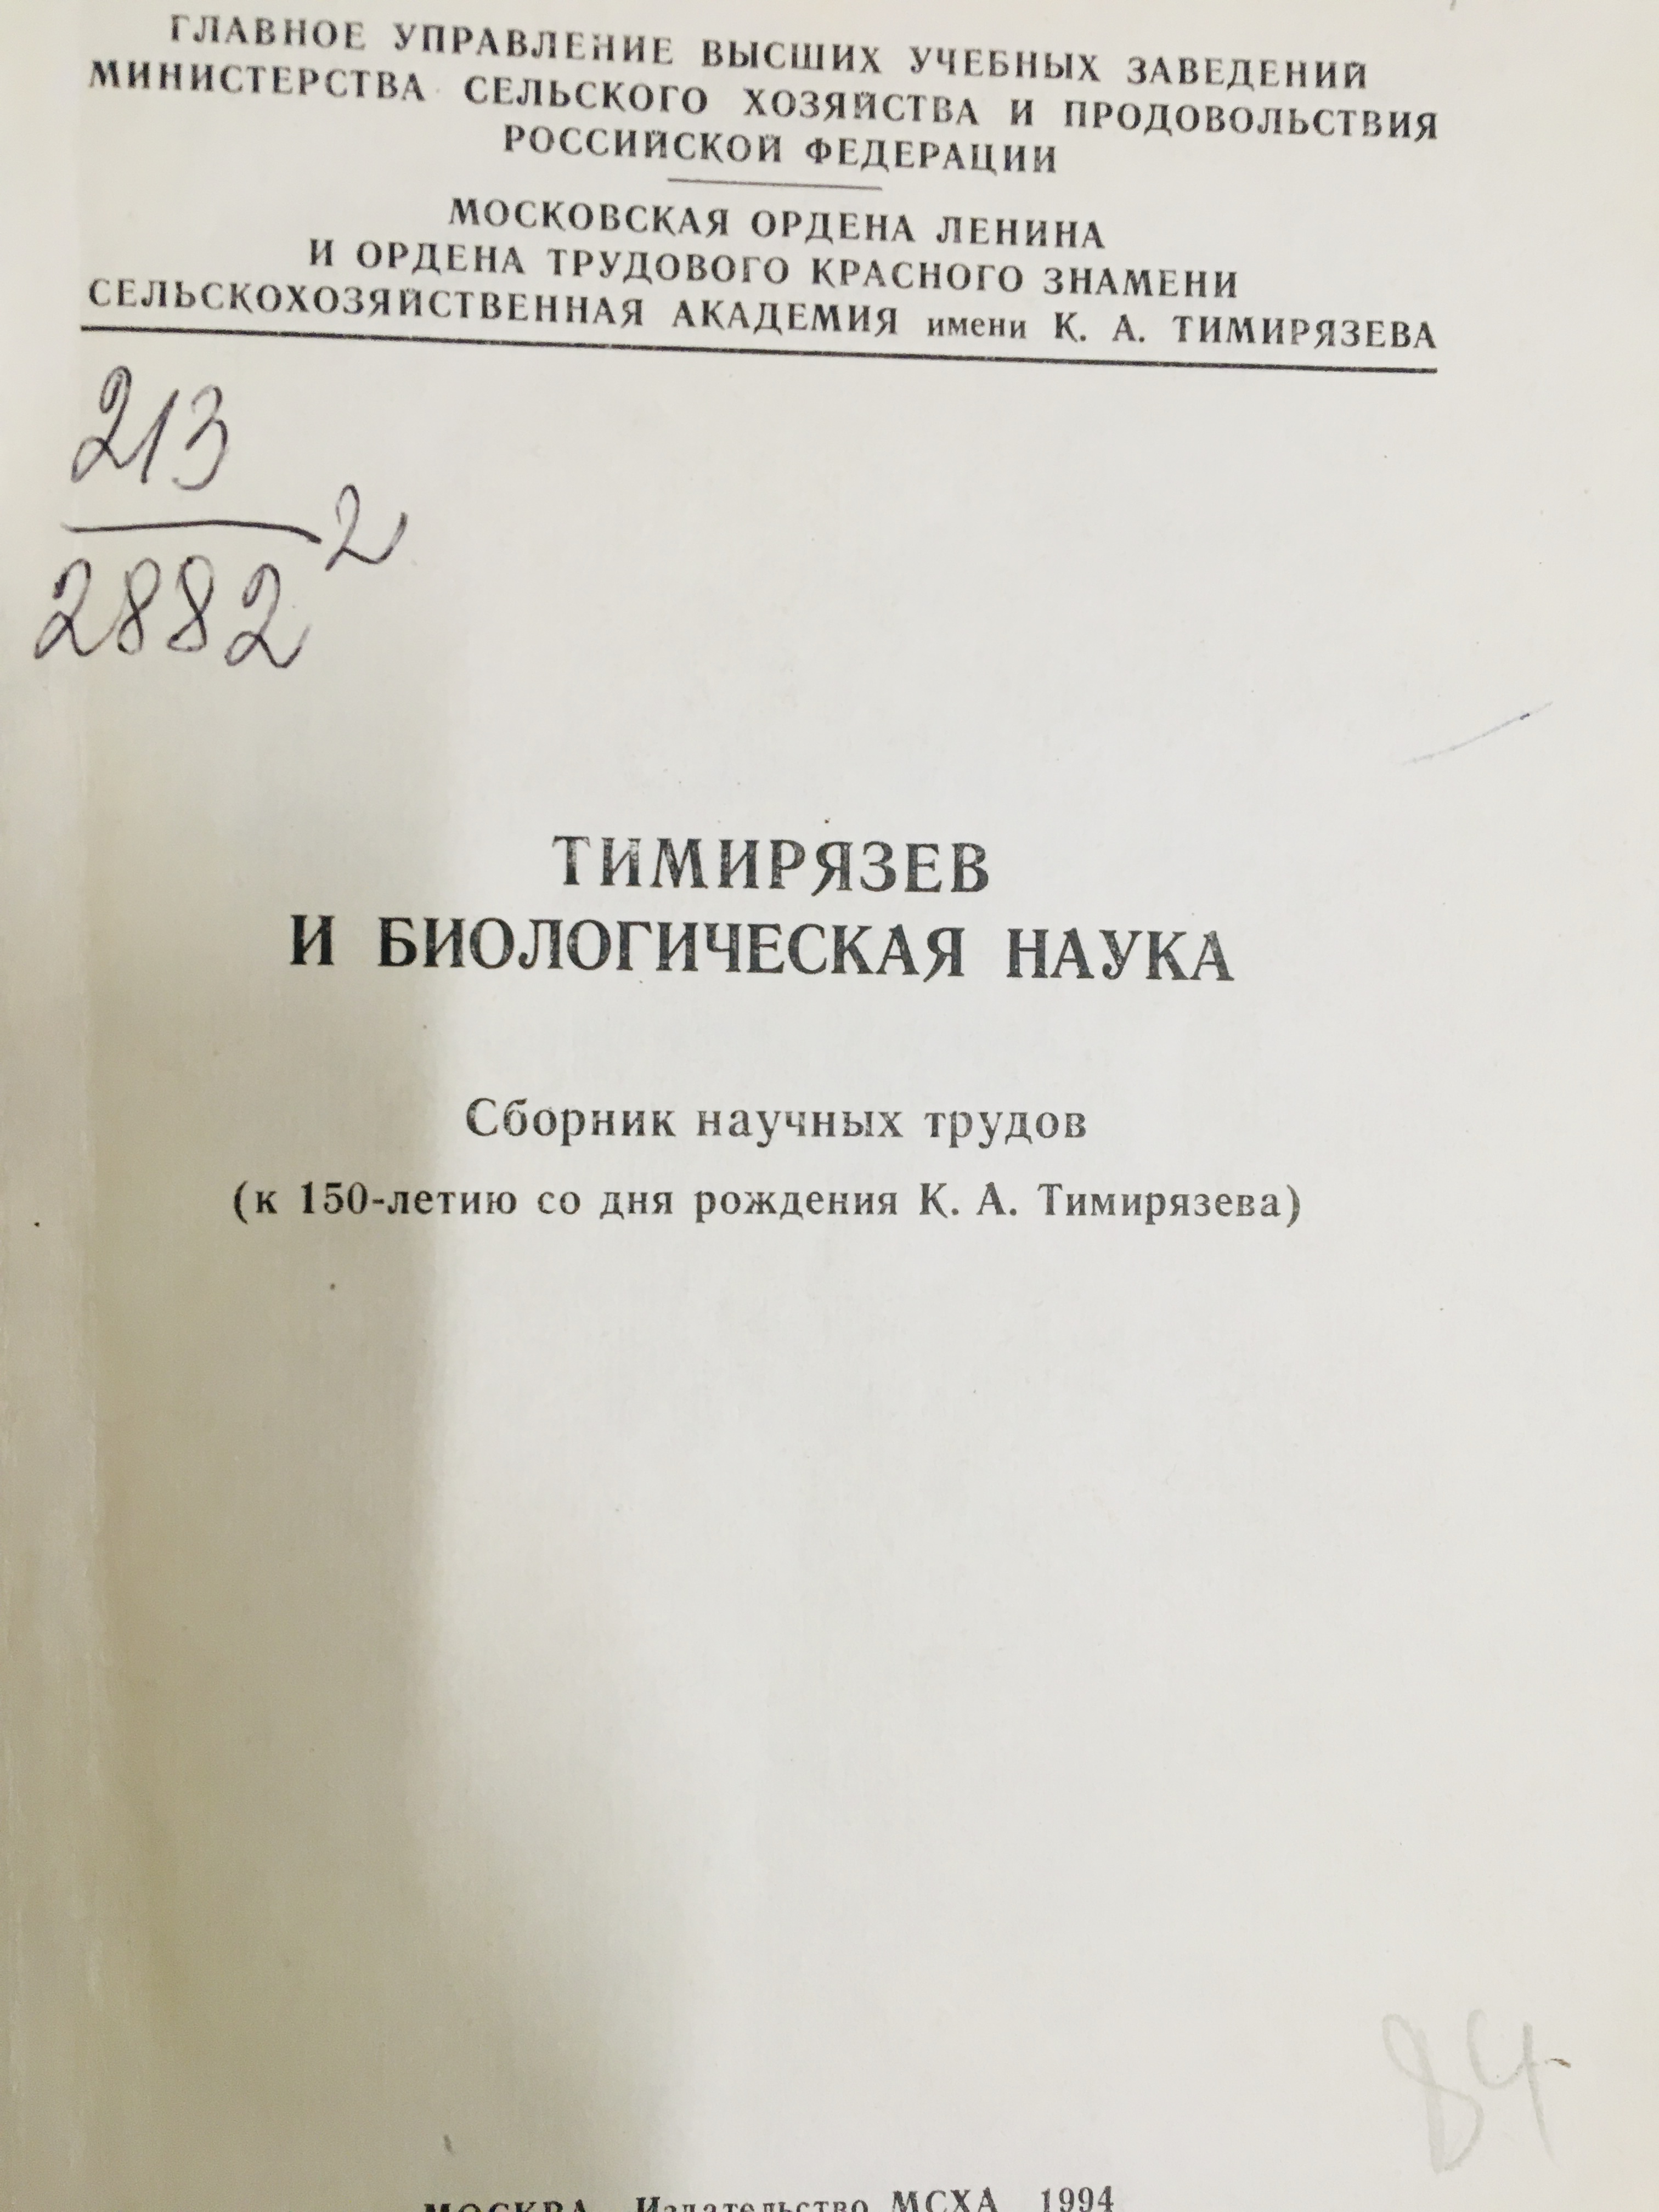 ГЛАВНОЕ УПРАВЛЕНИЕ ВЫСШИХ УЧЕБНЫХ ЗАВЕДЕНИЙ
МИНИСТЕРСТВА СЕЛЬСКОГО ХОЗЯЙСТВА И ПРОДОВОЛЬСТВИЯ
РОССИЙСКОЙ ФЕДЕРАЦИИ
МОСКОВСКАЯ ОРДЕНА ЛЕНИНА
И ОРДЕНА ТРУДОВОГО КРАСНОГО ЗНАМЕНИ
СЕЛЬСКОХОЗЯЙСТВЕННАЯ АКАДЕМИЯ имени К. А. ТИМИРЯЗЕВА
213
2
2882
ТИМИРЯЗЕВ
И БИОЛОГИЧЕСКАЯ НАУКА
Сборник научных трудов
(к 150-летию со дня рождения К. А. Тимирязева)
84
МОСКВА Издательство МСХА 1994